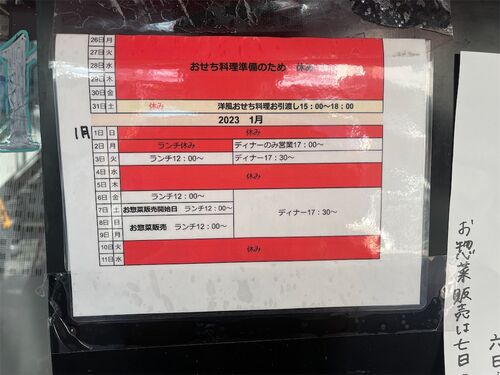 26日 月
27日 火
28日 水 おせち料理準備のため 休み
29日 木
30日 金
31日 土 休み 洋風おせち料理お引渡し15：00～18：00
2023 1月
1月
1日 日 休み
2日 月 ランチ休み ディナーのみ営業17：00～
3日 火 ランチ12：00～ ディナー17：30～
4日 水 休み
5日 木
6日 金 ランチ12：00～
7日 土 お惣菜販売開始日 ランチ12：00～ ディナー17：30～
8日 日 お惣菜販売 ランチ12：00～
9日 月
10日 火 休み
11日 水
お惣菜販売は七日
六日